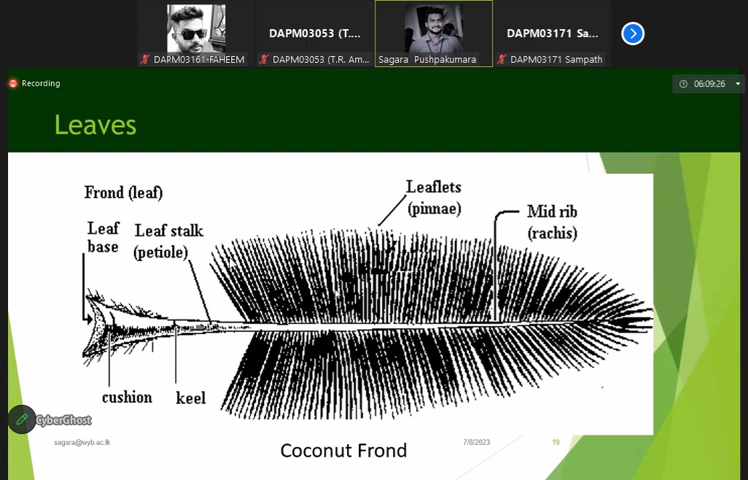 DAPM03053 (T....
DAPM03171 Sa...
DAPM03161-FAHEEM
DAPM03053 (T.R. Am...
Sagara Pushpakumara
DAPM03171 Sampath
Recording
06:09:26
Leaves
Frond (leaf)
Leaflets
(pinnae)
Leaf
base
Leaf stalk
(petiole)
Mid rib
(rachis)
cushion
keel
CyberGhost
sagara@wyb.ac.lk
Coconut Frond
7/8/2023
19